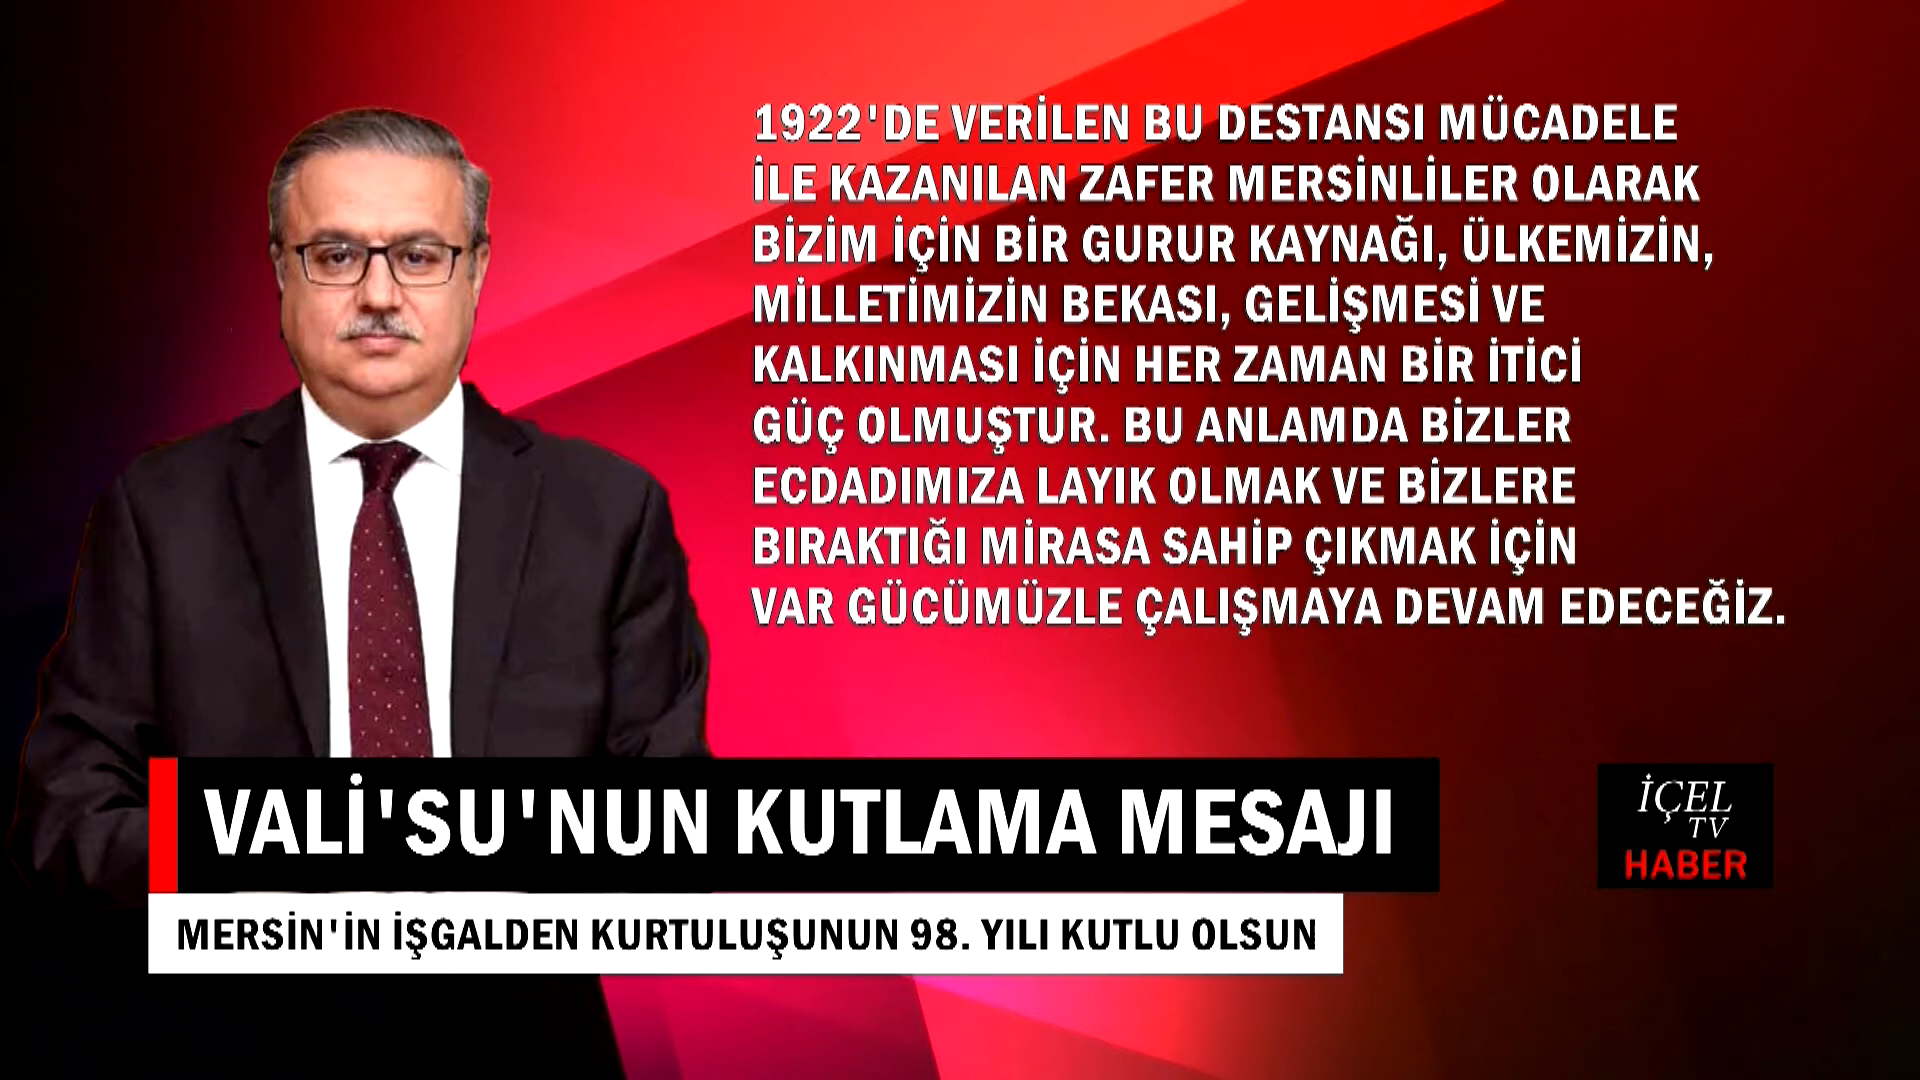 1922'DE VERİLEN BU DESTANSI MÜCADELE
İLE KAZANILAN ZAFER MERSİNLİLER OLARAK
BİZİM İÇİN BİR GURUR KAYNAĞI, ÜLKEMİZİN,
MİLLETİMİZİN BEKASI, GELİŞMESİ VE
KALKINMASI İÇİN HER ZAMAN BİR İTİCİ
GÜÇ OLMUŞTUR. BU ANLAMDA BİZLER
ECDADIMIZA LAYIK OLMAK VE BİZLERE
BIRAKTIĞI MİRASA SAHİP ÇIKMAK İÇİN
VAR GÜCÜMÜZLE ÇALIŞMAYA DEVAM EDECEĞİZ.
VALİ'SU'NUN KUTLAMA MESAJI
MERSİN'İN İŞGALDEN KURTULUŞUNUN 98. YILI KUTLU OLSUN
İÇEL
TV
HABER